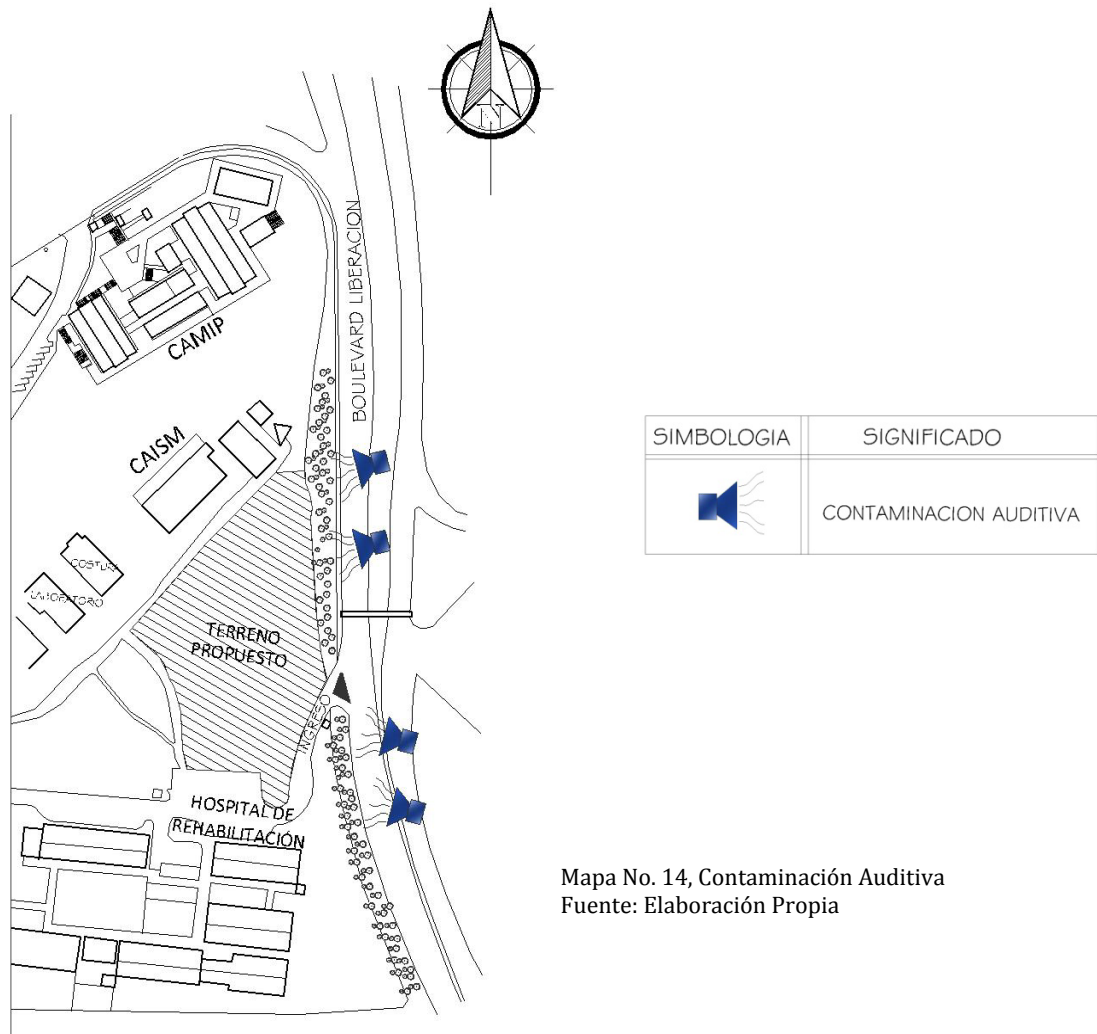 N
BOULEVARD LIBERACION
CAMIP
CAISM
COSTURA
LABORATORIO
TERRENO
PROPUESTO
INGRESO
HOSPITAL DE
REHABILITACIÓN
SIMBOLOGIA
SIGNIFICADO
CONTAMINACION AUDITIVA
Mapa No. 14, Contaminación Auditiva
Fuente: Elaboración Propia